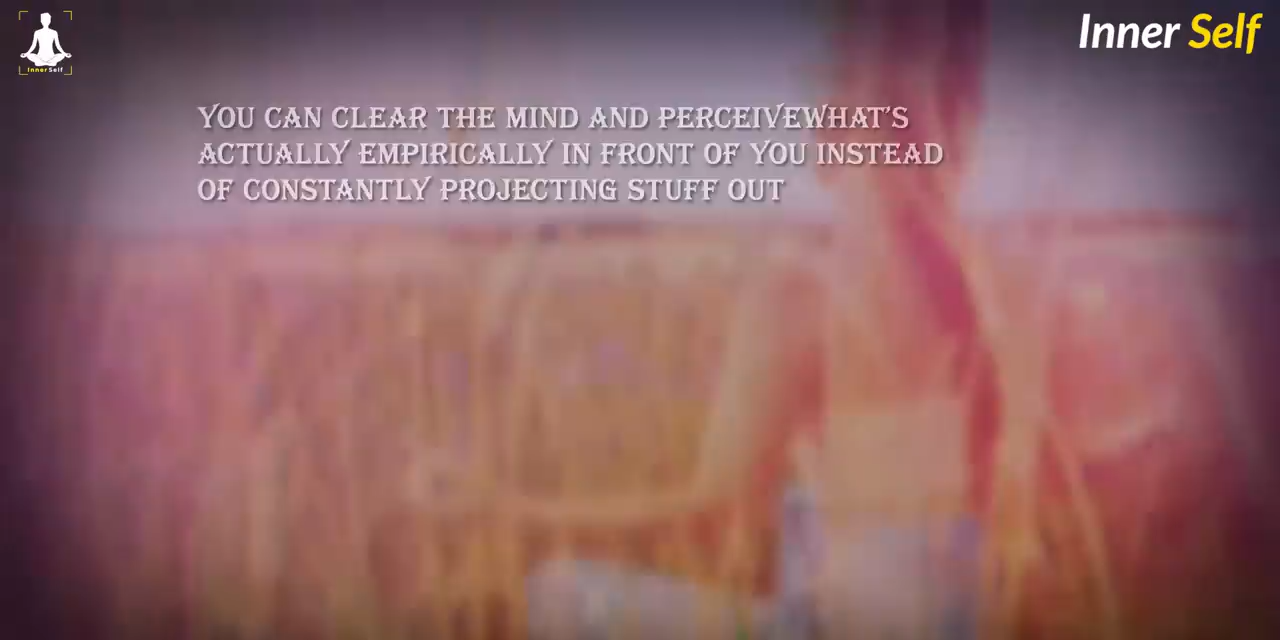 InnerSelf
Inner Self
YOU CAN CLEAR THE MIND AND PERCEIVEWHAT'S
ACTUALLY EMPIRICALLY IN FRONT OF YOU INSTEAD
OF CONSTANTLY PROJECTING STUFF OUT